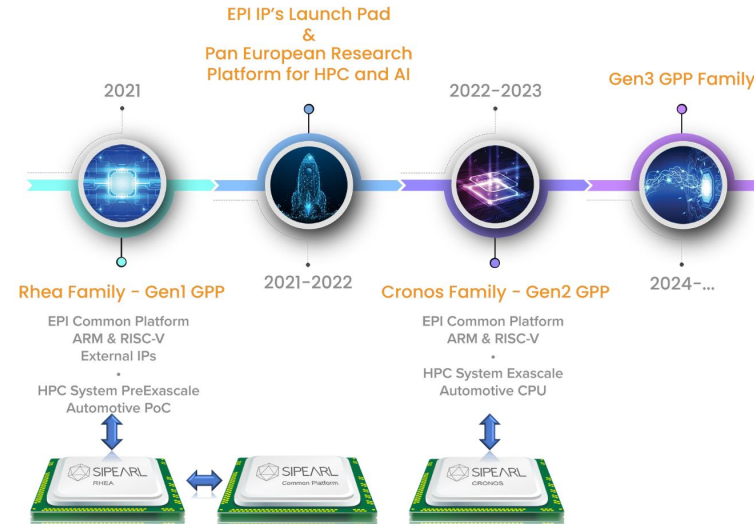 EPI IP's Launch Pad
&
Pan European Research
Platform for HPC and AI
2021
2022-2023
Gen3 GPP Family
Rhea Family - Gen1 GPP
2021-2022
Cronos Family - Gen2 GPP
2024-...
EPI Common Platform
ARM & RISC-V
External IPs
•
HPC System PreExascale
Automotive PoC
EPI Common Platform
ARM & RISC-V
•
HPC System Exascale
Automotive CPU
SIPEARL
RHEA
SIPEARL
Common Platform
SIPEARL
CRONOS